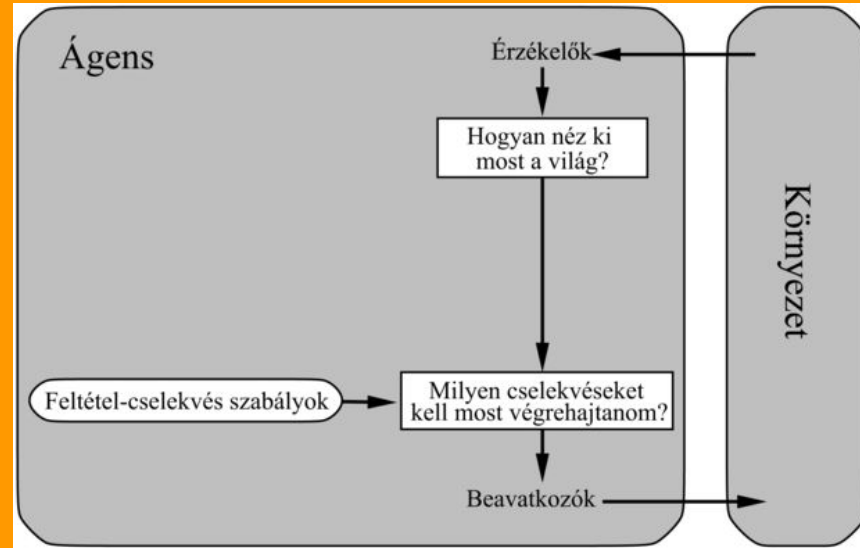 Ágens
Érzékelők
Hogyan néz ki
most a világ?
Környezet
Feltétel-cselekvés szabályok
Milyen cselekvéseket
kell most végrehajtanom?
Beavatkozók